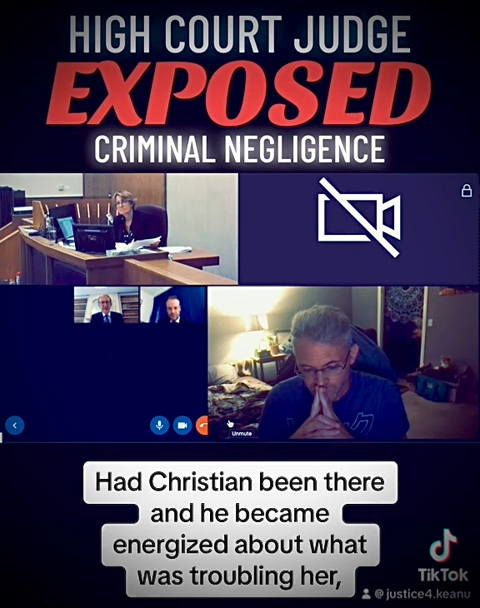 HIGH COURT JUDGE
EXPOSED
CRIMINAL NEGLIGENCE
Unmute
Had Christian been there
and he became
energized about what
was troubling her,
TikTok
@justice4.keanu